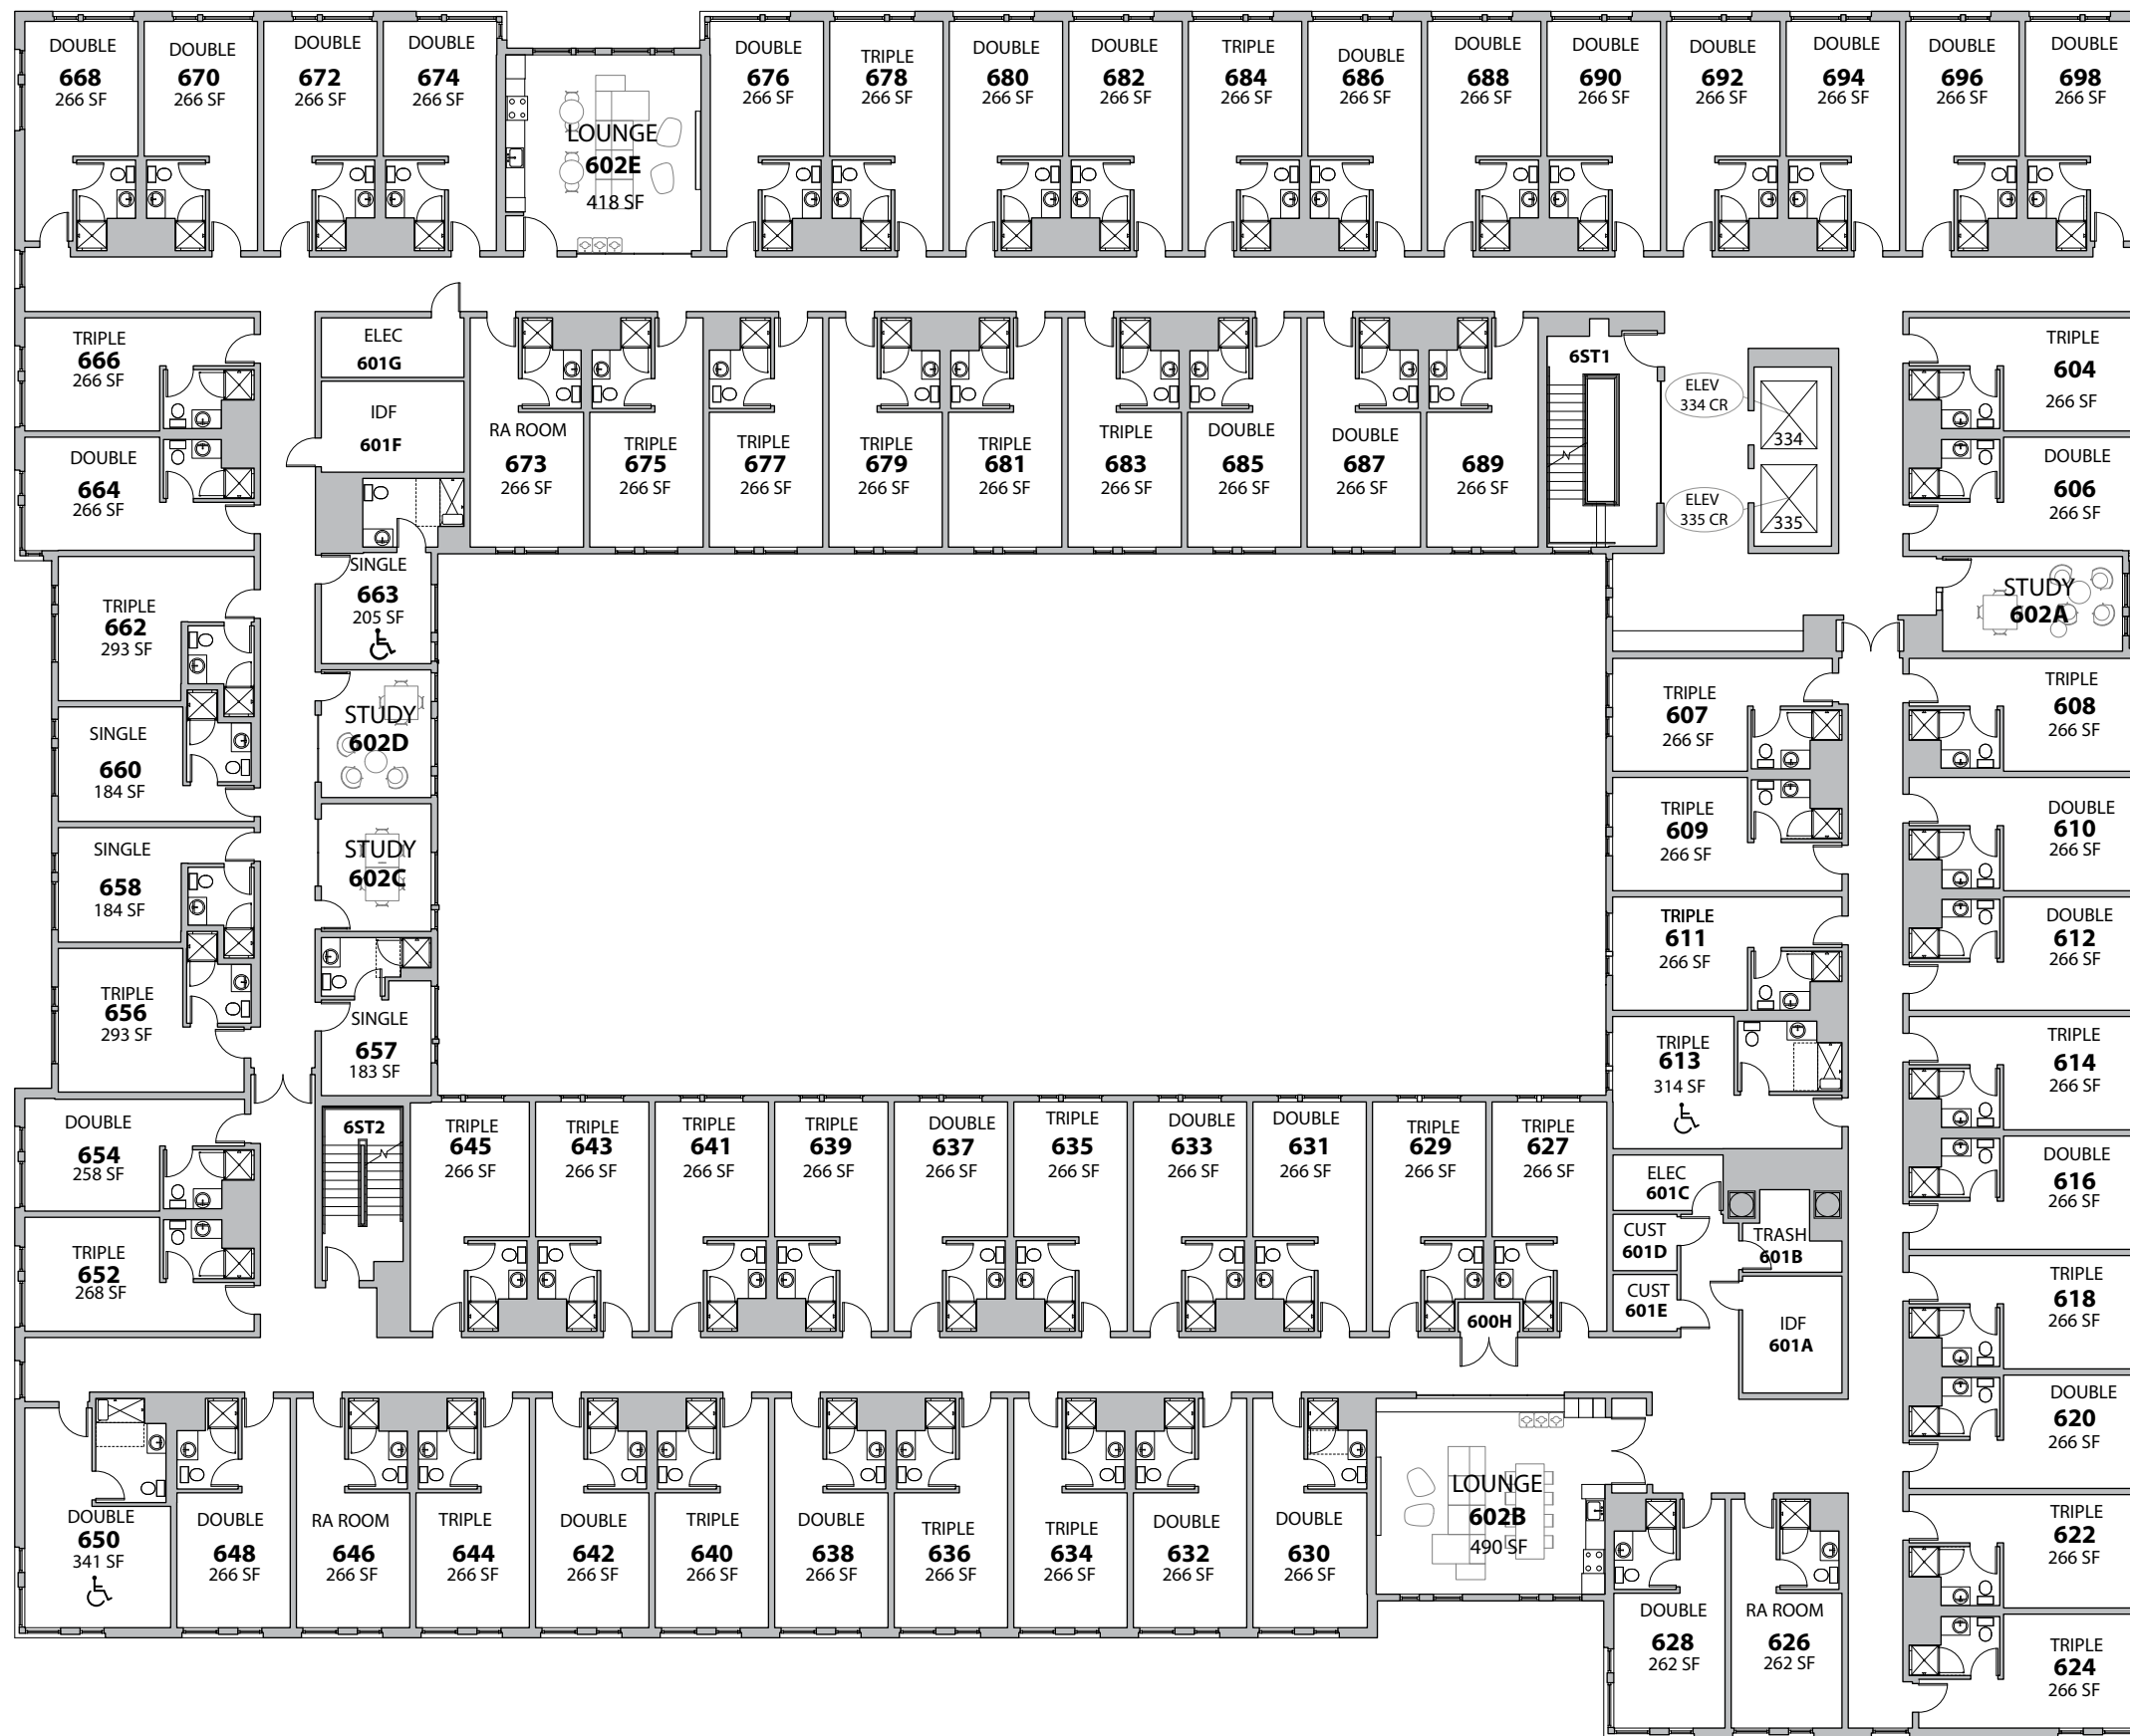 DOUBLE
668
266 SF
DOUBLE
670
266 SF
DOUBLE
672
266 SF
DOUBLE
674
266 SF
LOUNGE
602E
418 SF
DOUBLE
676
266 SF
TRIPLE
678
266 SF
DOUBLE
680
266 SF
DOUBLE
682
266 SF
TRIPLE
684
266 SF
DOUBLE
686
266 SF
DOUBLE
688
266 SF
DOUBLE
690
266 SF
DOUBLE
692
266 SF
DOUBLE
694
266 SF
DOUBLE
696
266 SF
DOUBLE
698
266 SF
TRIPLE
666
266 SF
DOUBLE
664
266 SF
ELEC
601G
IDF
601F
RA ROOM
673
266 SF
TRIPLE
675
266 SF
TRIPLE
677
266 SF
TRIPLE
679
266 SF
TRIPLE
681
266 SF
TRIPLE
683
266 SF
DOUBLE
685
266 SF
DOUBLE
687
266 SF
689
266 SF
6ST1
N
ELEV
334 CR
334
ELEV
335 CR
335
TRIPLE
604
266 SF
DOUBLE
606
266 SF
STUDY
602A
SINGLE
663
205 SF
TRIPLE
662
293 SF
SINGLE
660
184 SF
SINGLE
658
184 SF
TRIPLE
656
293 SF
STUDY
602D
STUDY
602C
SINGLE
657
183 SF
TRIPLE
607
266 SF
TRIPLE
609
266 SF
TRIPLE
611
266 SF
TRIPLE
613
314 SF
TRIPLE
608
266 SF
DOUBLE
610
266 SF
DOUBLE
612
266 SF
TRIPLE
614
266 SF
DOUBLE
616
266 SF
TRIPLE
618
266 SF
DOUBLE
620
266 SF
TRIPLE
622
266 SF
TRIPLE
624
266 SF
DOUBLE
654
258 SF
TRIPLE
652
268 SF
6ST2
N
TRIPLE
645
266 SF
TRIPLE
643
266 SF
TRIPLE
641
266 SF
TRIPLE
639
266 SF
DOUBLE
637
266 SF
TRIPLE
635
266 SF
DOUBLE
633
266 SF
DOUBLE
631
266 SF
TRIPLE
629
266 SF
TRIPLE
627
266 SF
600H
ELEC
601C
CUST
601D
CUST
601E
TRASH
601B
IDF
601A
DOUBLE
650
341 SF
DOUBLE
648
266 SF
RA ROOM
646
266 SF
TRIPLE
644
266 SF
DOUBLE
642
266 SF
TRIPLE
640
266 SF
DOUBLE
638
266 SF
TRIPLE
636
266 SF
TRIPLE
634
266 SF
DOUBLE
632
266 SF
DOUBLE
630
266 SF
LOUNGE
602B
490 SF
DOUBLE
628
262 SF
RA ROOM
626
262 SF